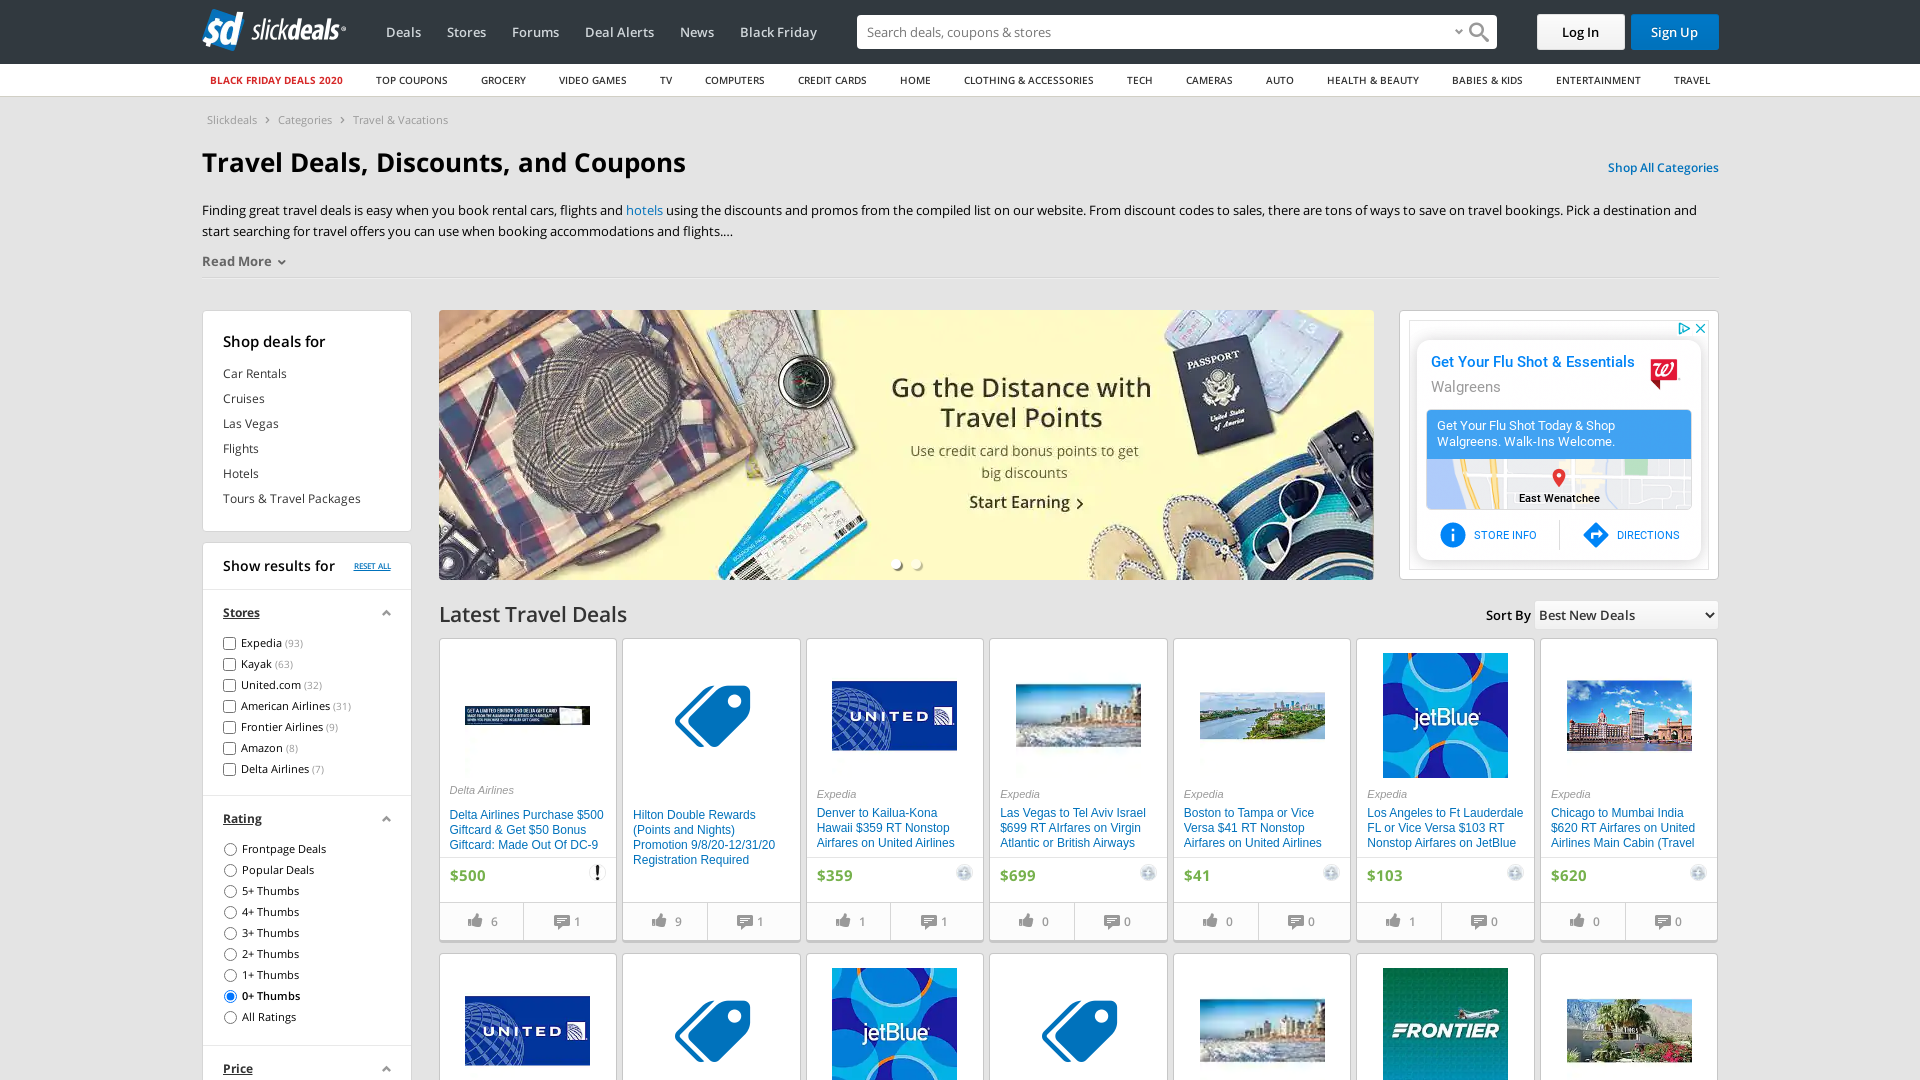 slickdeals
Deals
Stores
Forums
Deal Alerts
News
Black Friday
Search deals, coupons & stores
Log In
Sign Up
BLACK FRIDAY DEALS 2020
TOP COUPONS
GROCERY
VIDEO GAMES
TV
COMPUTERS
CREDIT CARDS
HOME
CLOTHING & ACCESSORIES
TECH
CAMERAS
AUTO
HEALTH & BEAUTY
BABIES & KIDS
ENTERTAINMENT
TRAVEL
Slickdeals > Categories > Travel & Vacations
Travel Deals, Discounts, and Coupons
Shop All Categories
Finding great travel deals is easy when you book rental cars, flights and hotels using the discounts and promos from the compiled list on our website. From discount codes to sales, there are tons of ways to save on travel bookings. Pick a destination and
start searching for travel offers you can use when booking accommodations and flights....
Read More
Shop deals for
Car Rentals
Cruises
Las Vegas
Flights
Hotels
Tours & Travel Packages
Go the Distance with
Travel Points
Use credit card bonus points to get
big discounts
Start Earning >
PASSPORT
United States
of America
Get Your Flu Shot & Essentials
Walgreens
Get Your Flu Shot Today & Shop
Walgreens. Walk-Ins Welcome.
East Wenatchee
STORE INFO
DIRECTIONS
Show results for
RESET ALL
Stores
Expedia (93)
Kayak (63)
United.com (32)
American Airlines (31)
Frontier Airlines (9)
Amazon (8)
Delta Airlines (7)
Rating
Frontpage Deals
Popular Deals
5+ Thumbs
4+ Thumbs
3+ Thumbs
2+ Thumbs
1+ Thumbs
0+ Thumbs
All Ratings
Price
Latest Travel Deals
Sort By Best New Deals
Delta Airlines
Delta Airlines Purchase $500
Giftcard & Get $50 Bonus
Giftcard: Made Out Of DC-9
$500
6
1
Hilton Double Rewards
(Points and Nights)
Promotion 9/8/20-12/31/20
Registration Required
9
1
UNITED
Expedia
Denver to Kailua-Kona
Hawaii $359 RT Nonstop
Airfares on United Airlines
$359
1
1
Expedia
Las Vegas to Tel Aviv Israel
$699 RT AIrfares on Virgin
Atlantic or British Airways
$699
0
0
Expedia
Boston to Tampa or Vice
Versa $41 RT Nonstop
Airfares on United Airlines
$41
0
0
jetBlue
Expedia
Los Angeles to Ft Lauderdale
FL or Vice Versa $103 RT
Nonstop Airfares on JetBlue
$103
1
0
Expedia
Chicago to Mumbai India
$620 RT Airfares on United
Airlines Main Cabin (Travel
$620
0
0
UNITED
jetBlue
FRONTIER